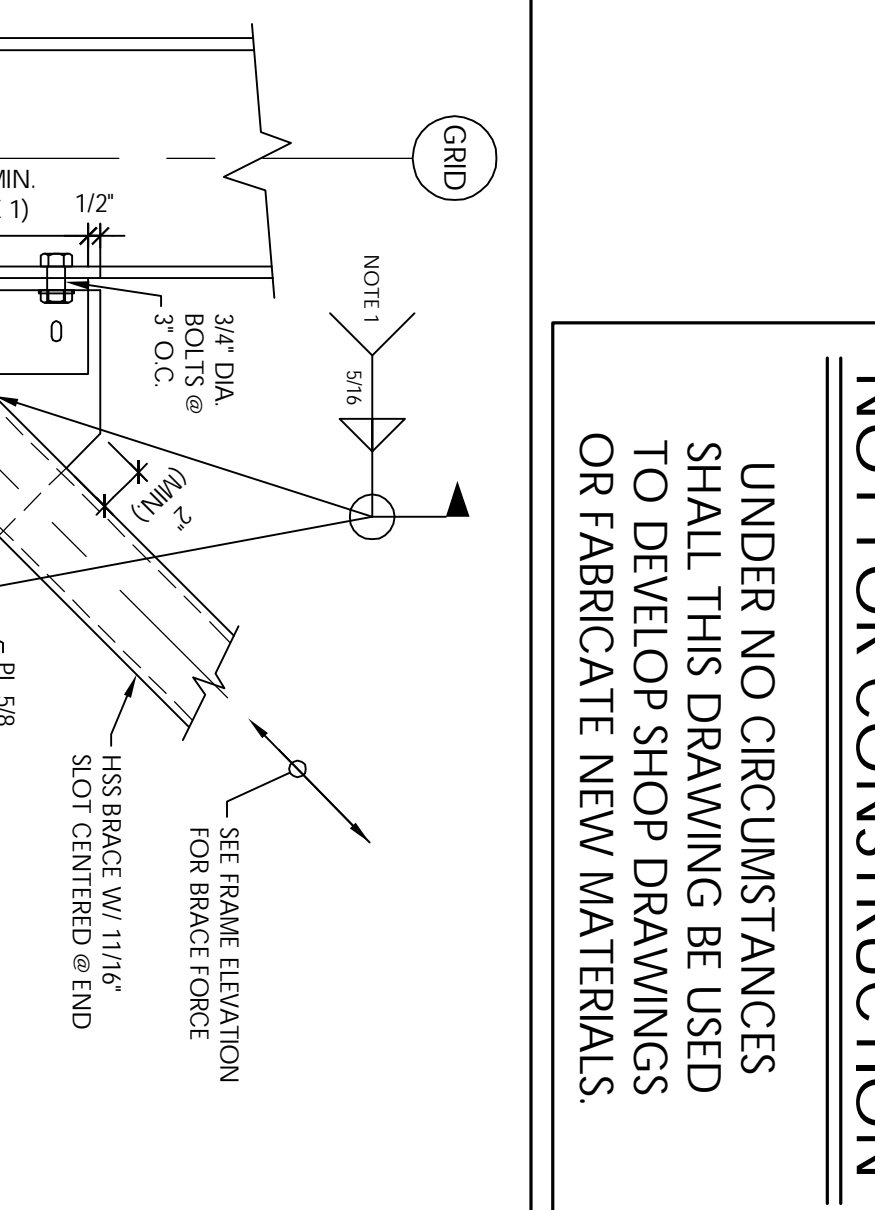 NOT FOR CONSTRUCTION
UNDER NO CIRCUMSTANCES
SHALL THIS DRAWING BE USED
TO DEVELOP SHOP DRAWINGS
OR FABRICATE NEW MATERIALS.
GRID
NOTE 1
5/16
MIN.
1)
1/2"
3/4" DIA.
BOLTS @
3" O.C.
2"
(MIN.)
PL 5/8
SEE FRAME ELEVATION
FOR BRACE FORCE
HSS BRACE W/ 11/16"
SLOT CENTERED @ END